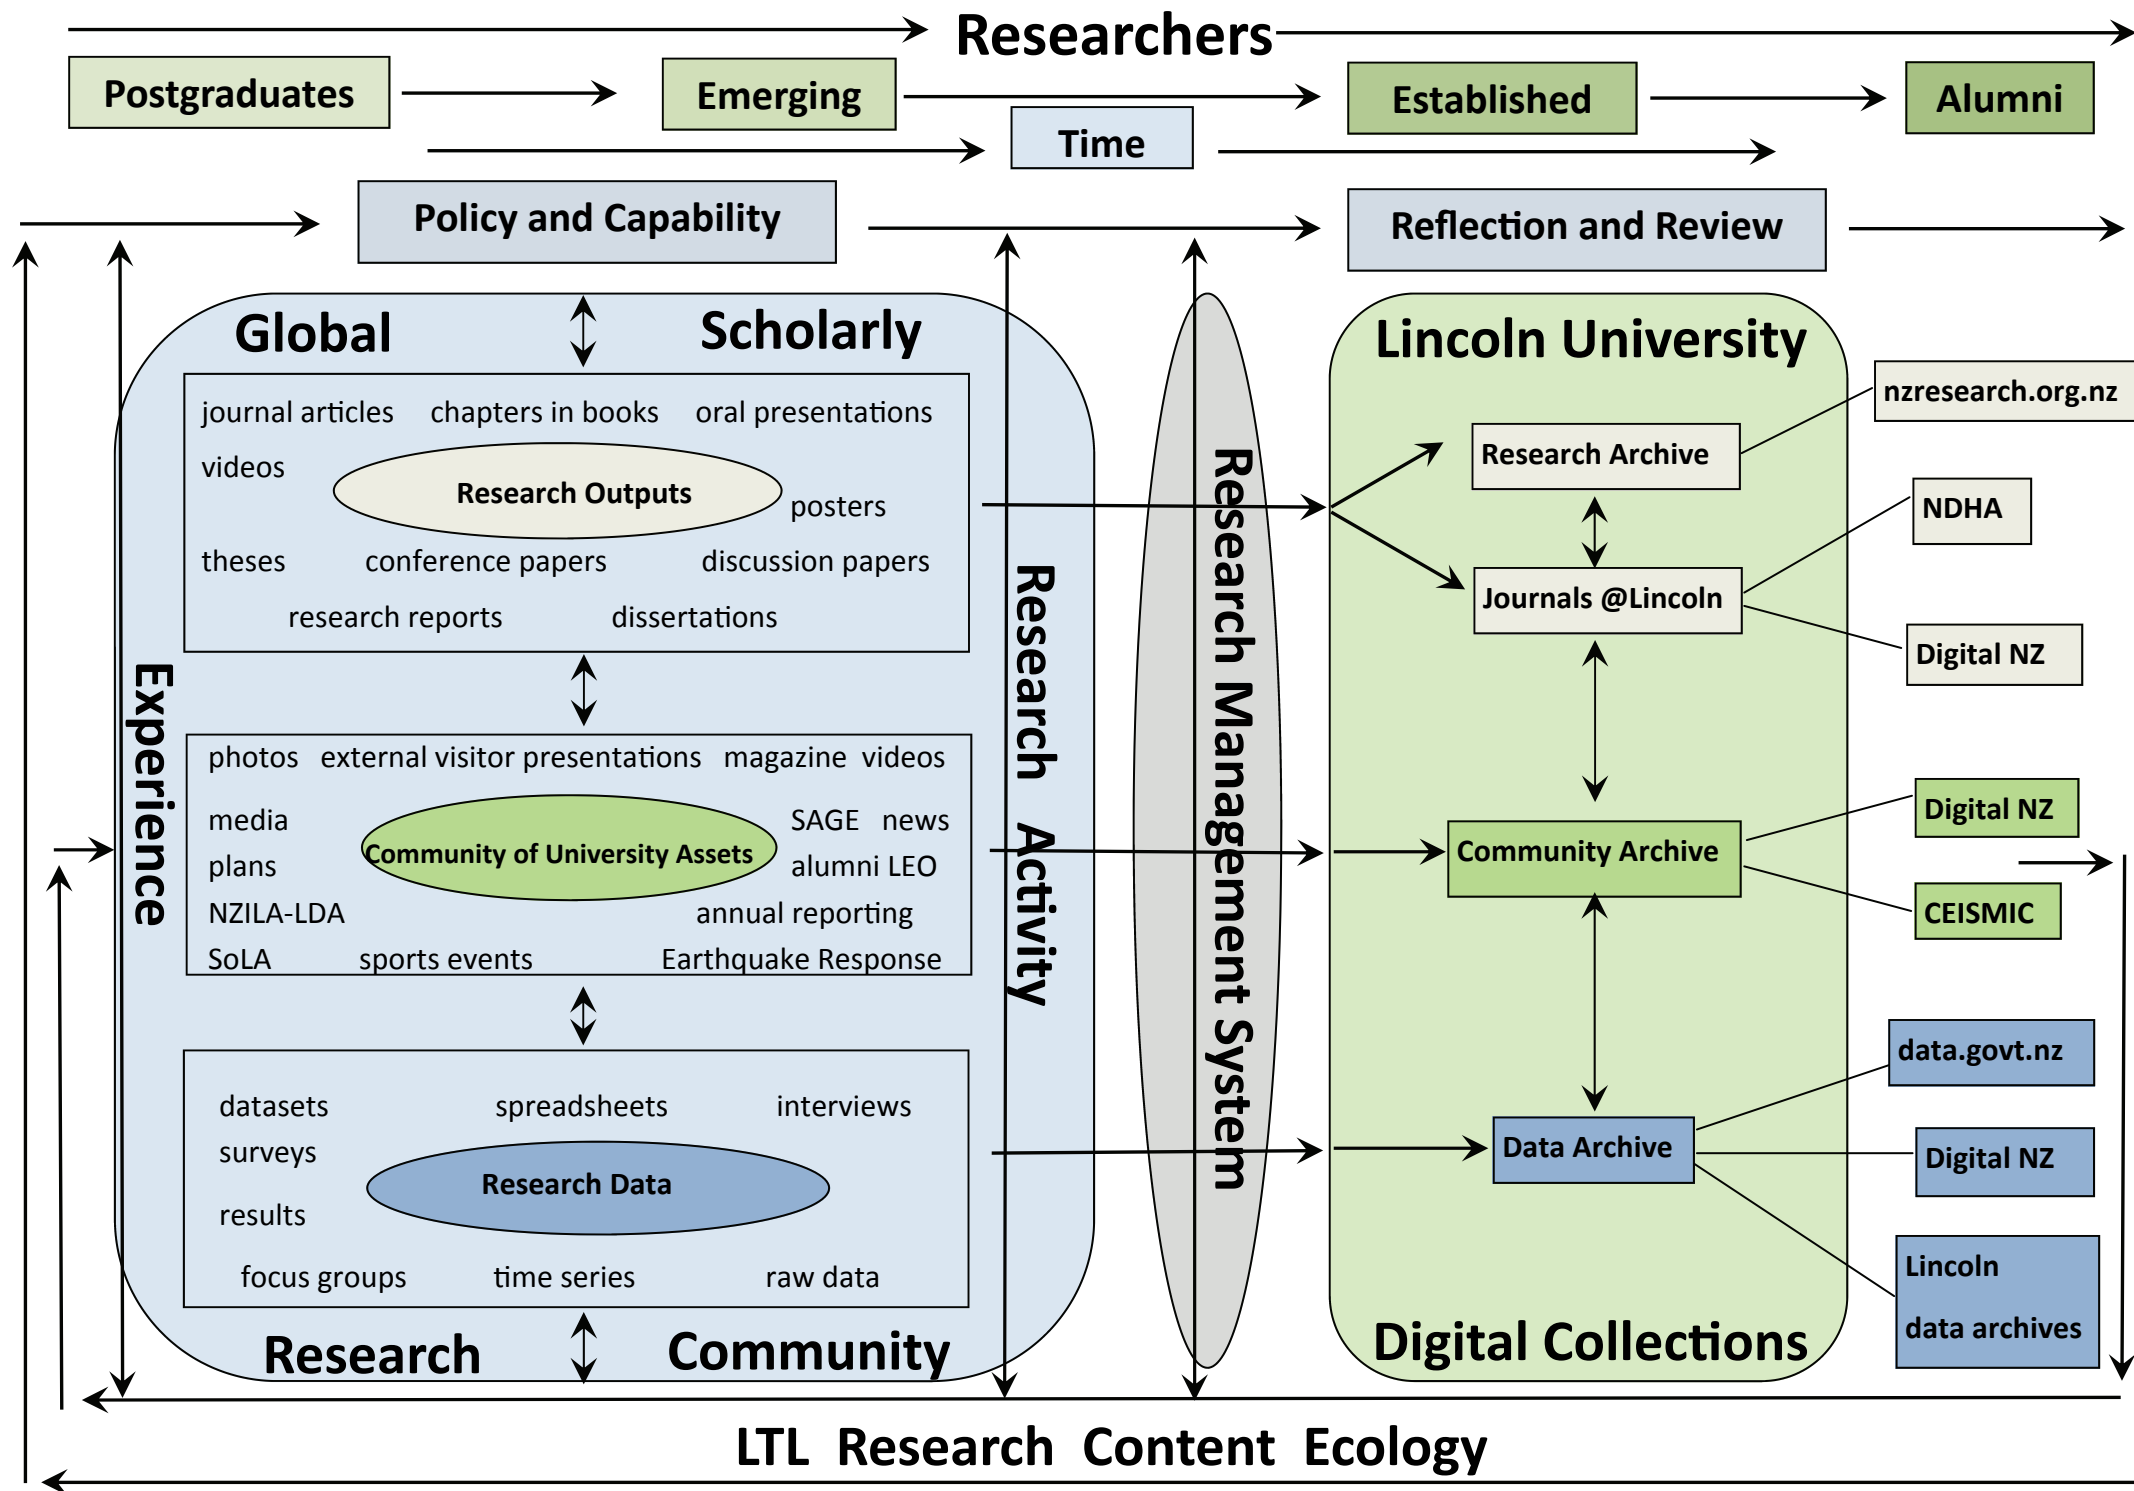 Researchers
Postgraduates
Emerging
Established
Alumni
Time
Policy and Capability
Reflection and Review
Global Scholarly
journal articles chapters in books oral presentations
videos
Research Outputs
posters
theses conference papers discussion papers
research reports dissertations
Experience
photos external visitor presentations magazine videos
media SAGE news
Community of University Assets
plans alumni LEO
NZILA-LDA annual reporting
SoLA sports events Earthquake Response
datasets spreadsheets interviews
surveys
Research Data
results
focus groups time series raw data
Research Community
Research Activity
Research Management System
Lincoln University
Research Archive
Journals @Lincoln
Community Archive
Data Archive
Digital Collections
nzresearch.org.nz
NDHA
Digital NZ
Digital NZ
CEISMIC
data.govt.nz
Digital NZ
Lincoln
data archives
LTL Research Content Ecology